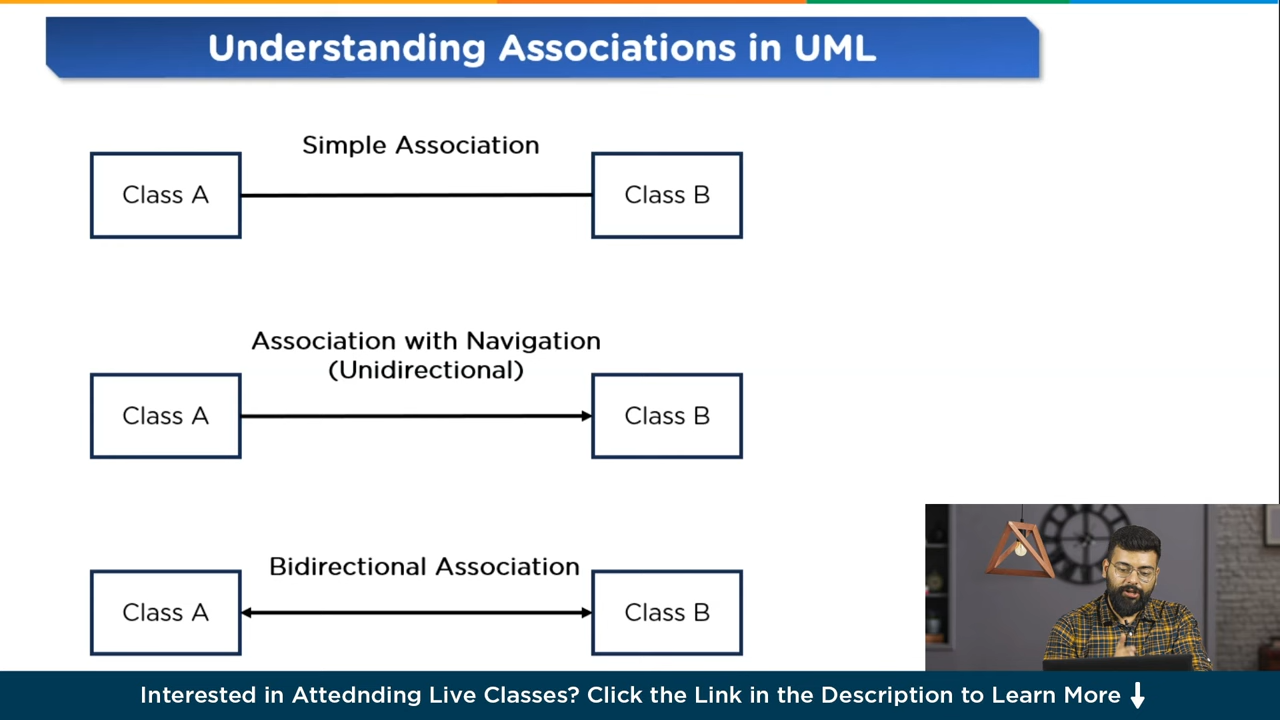 Understanding Associations in UML
Simple Association
Class A
Class B
Association with Navigation
(Unidirectional)
Class A
Class B
Bidirectional Association
Class A
Class B
Interested in Attednding Live Classes? Click the Link in the Description to Learn More